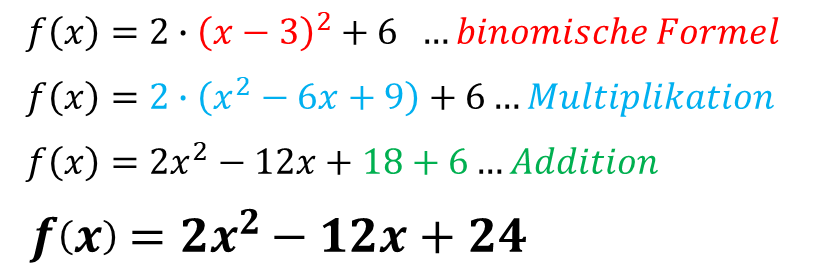 f(x) = 2 · (x − 3)² + 6 ... binomische Formel
f(x) = 2 · (x² − 6x + 9) + 6 ... Multiplikation
f(x) = 2x² − 12x + 18 + 6 ... Addition
f(x) = 2x² − 12x + 24